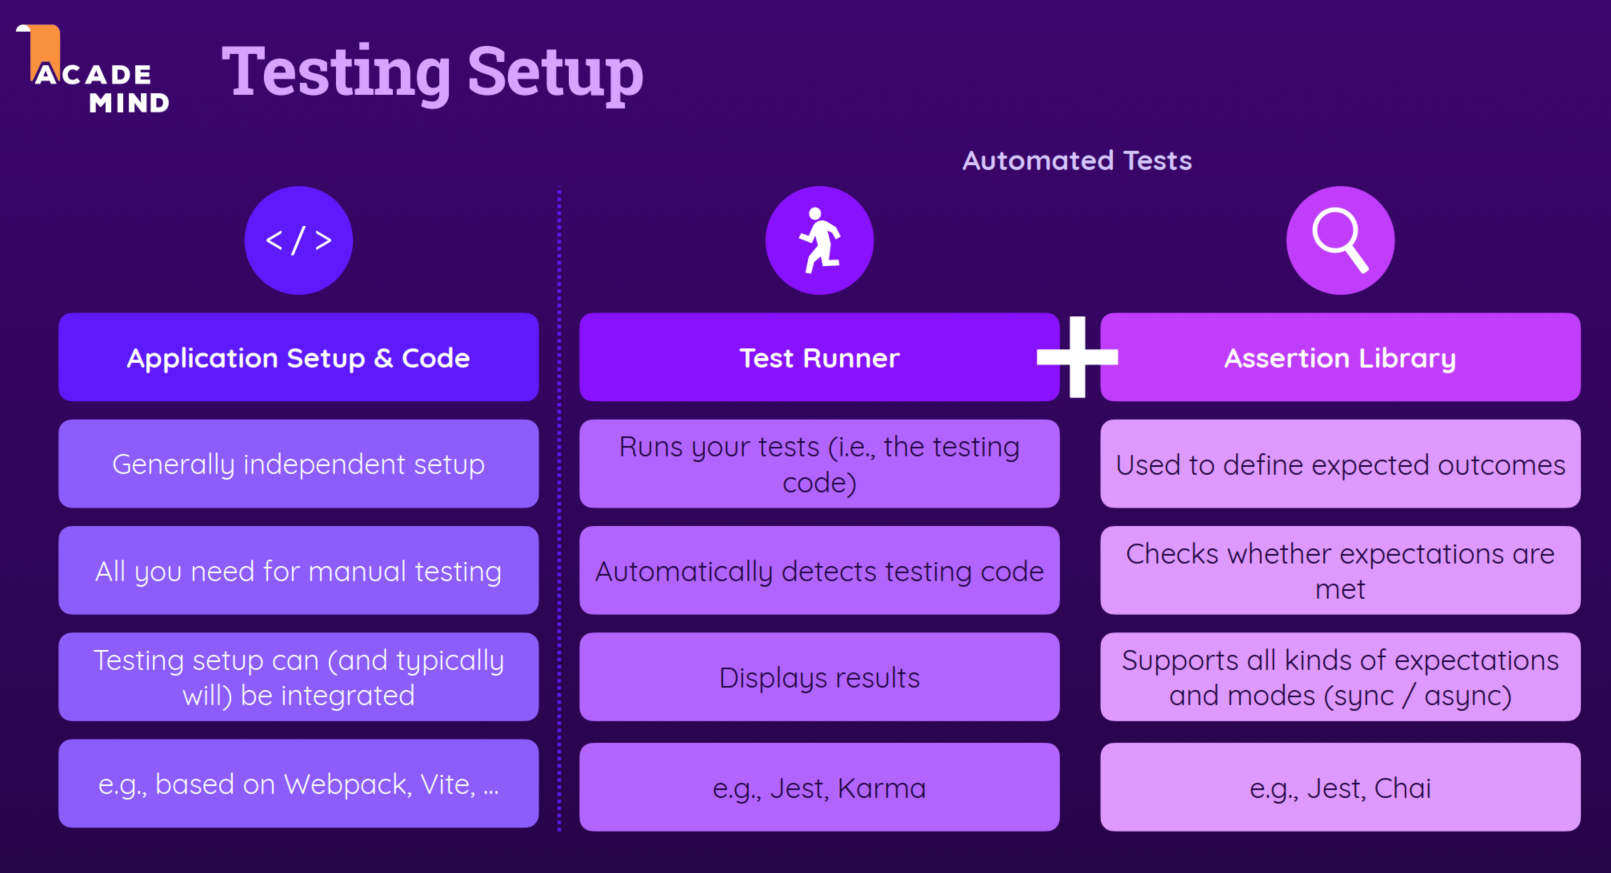 ACADE
MIND
Testing Setup
Automated Tests
</>
Application Setup & Code
Generally independent setup
All you need for manual testing
Testing setup can (and typically
will) be integrated
e.g., based on Webpack, Vite, ...
Test Runner
Runs your tests (i.e., the testing
code)
Automatically detects testing code
Displays results
e.g., Jest, Karma
+
Assertion Library
Used to define expected outcomes
Checks whether expectations are
met
Supports all kinds of expectations
and modes (sync / async)
e.g., Jest, Chai